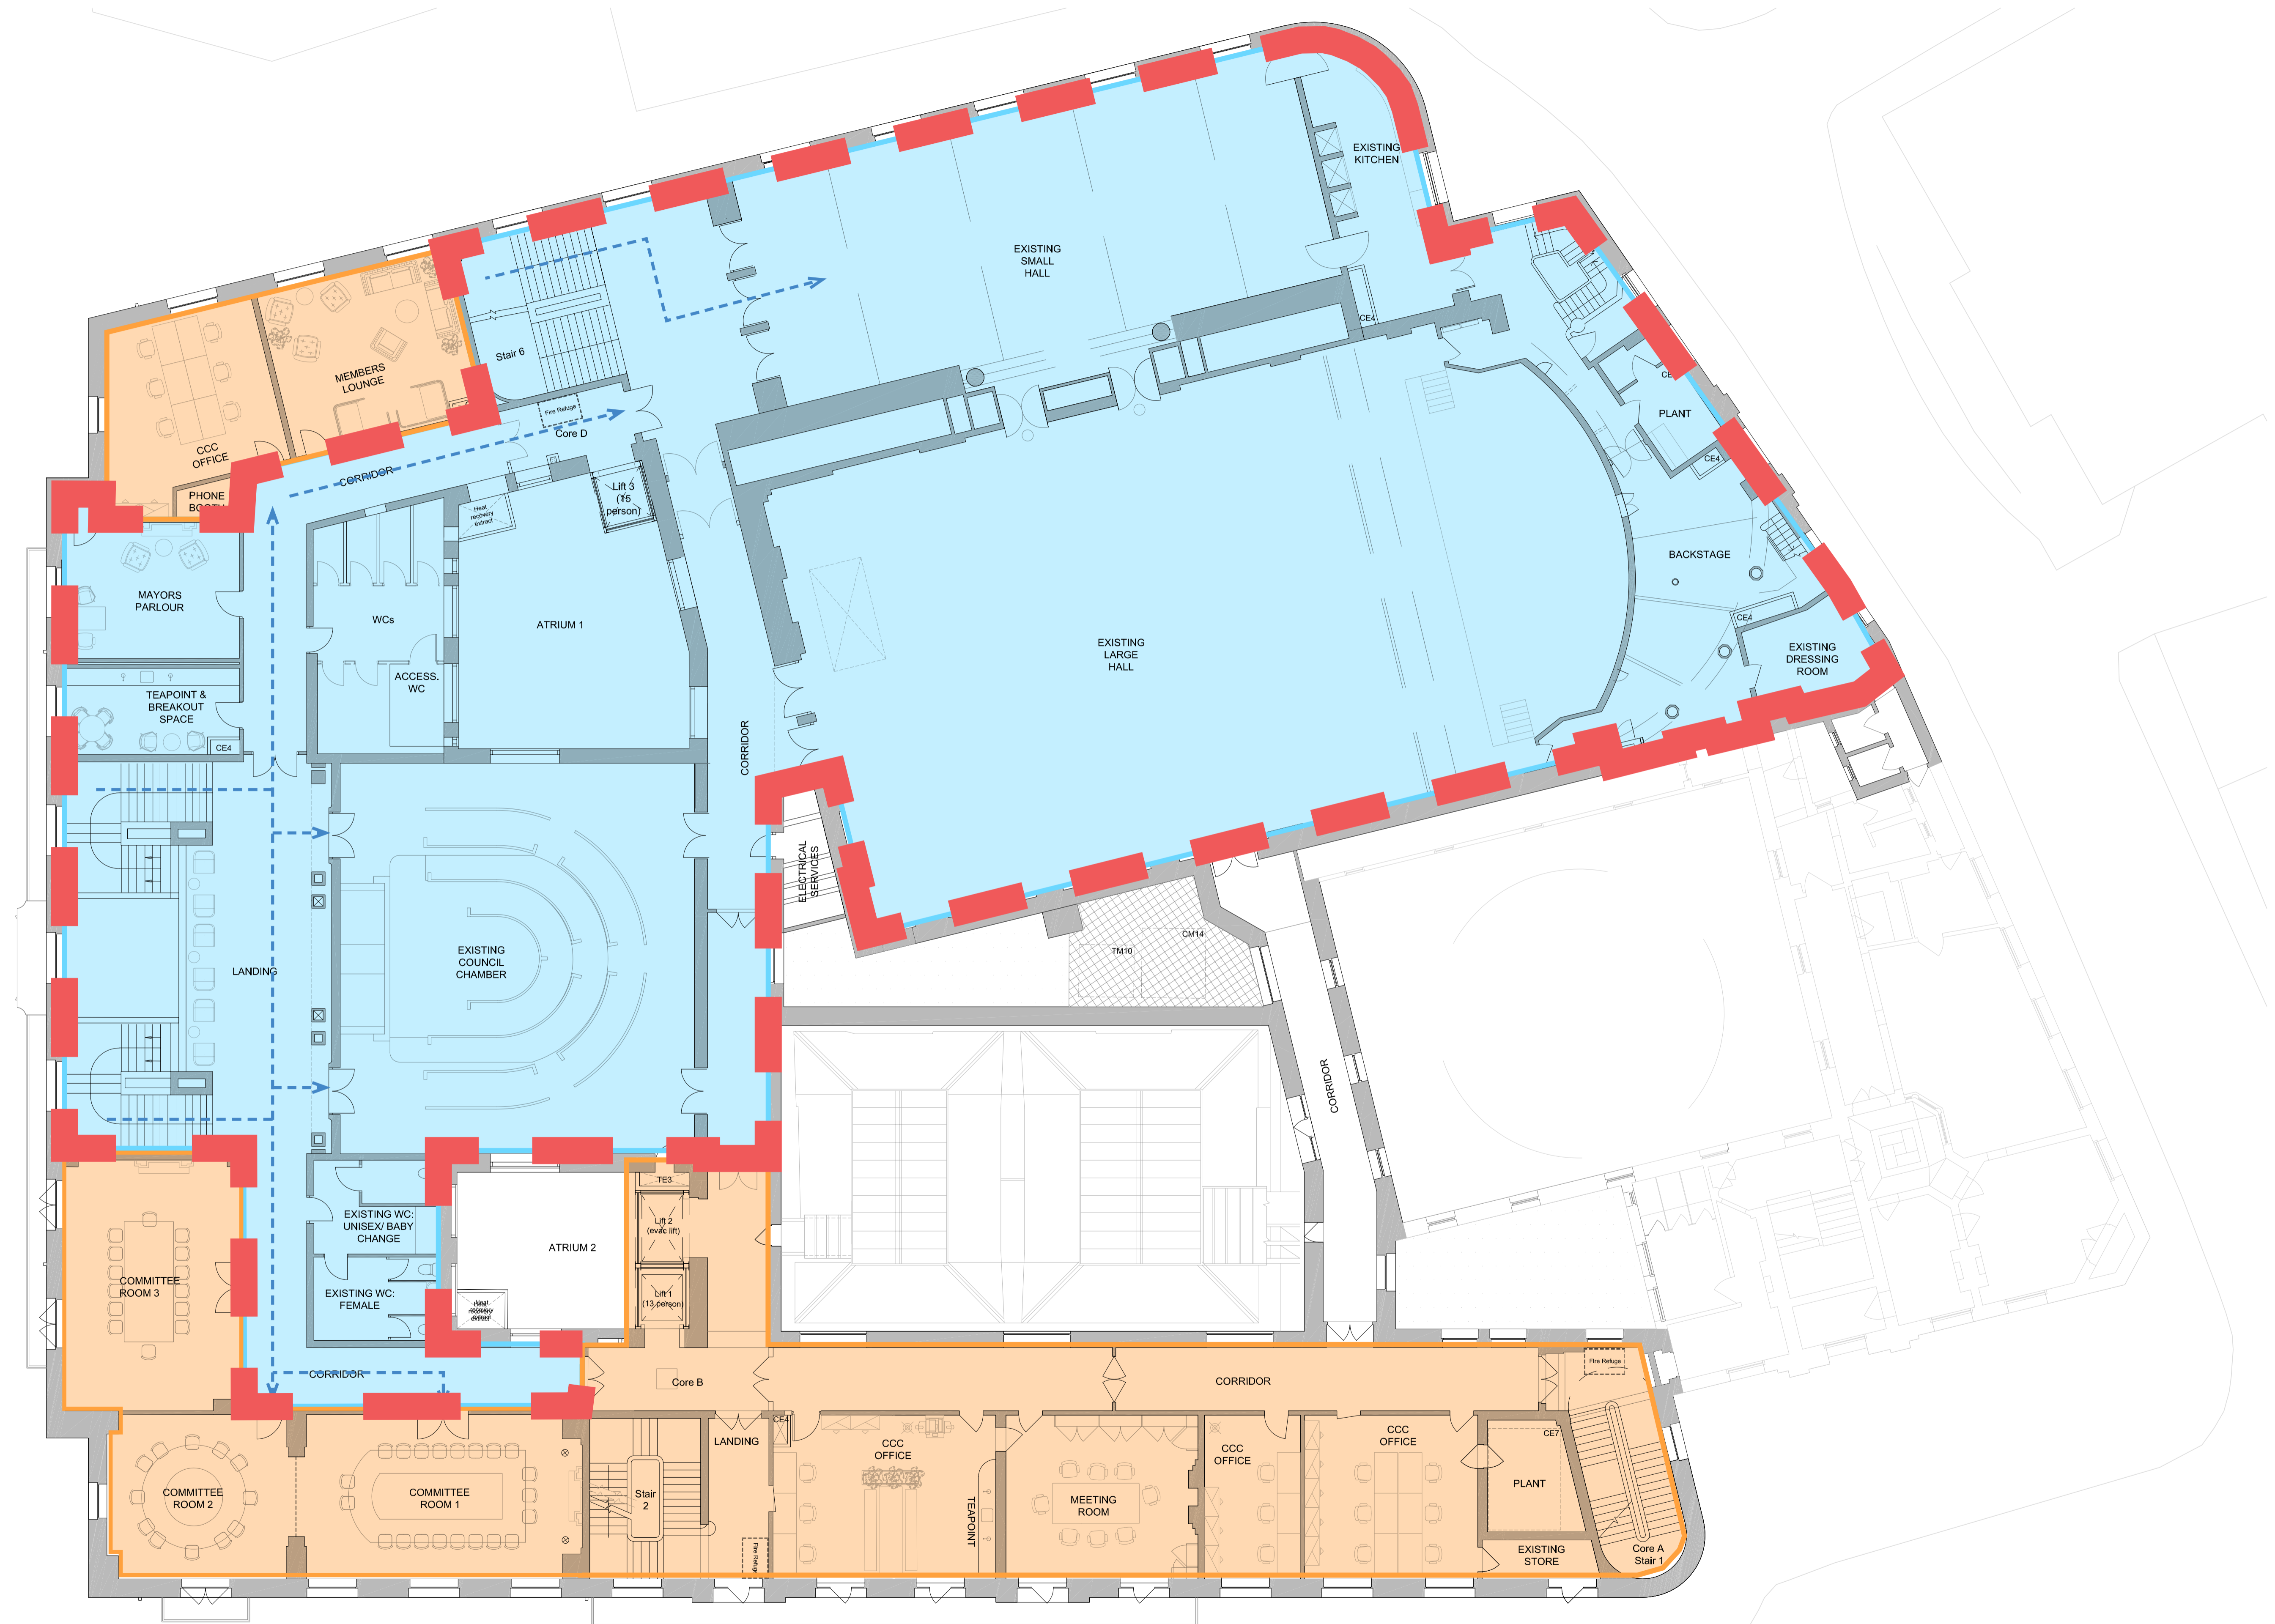 EXISTING
KITCHEN
EXISTING
SMALL
HALL
CE4
Stair 6
MEMBERS
LOUNGE
CCC
OFFICE
PHONE
Fire Refuge
Core D
CORRIDOR
Lift 3
(15
person)
Heat
recovery
extract
PLANT
CE4
BACKSTAGE
CE4
EXISTING
DRESSING
ROOM
MAYORS
PARLOUR
WCs
ATRIUM 1
ACCESS.
WC
TEAPOINT &
BREAKOUT
SPACE
CE4
EXISTING
LARGE
HALL
CORRIDOR
ELECTRICAL
SERVICES
LANDING
EXISTING
COUNCIL
CHAMBER
TM10
CM14
CORRIDOR
TE3
Lift 2
(evac lift)
Lift 1
(13 person)
ATRIUM 2
EXISTING WC:
UNISEX/ BABY
CHANGE
EXISTING WC:
FEMALE
COMMITTEE
ROOM 3
CORRIDOR
Core B
CORRIDOR
Fire Refuge
COMMITTEE
ROOM 2
COMMITTEE
ROOM 1
Stair
2
LANDING
Fire Refuge
CE4
CCC
OFFICE
TEAPOINT
MEETING
ROOM
CCC
OFFICE
CCC
OFFICE
CE7
PLANT
EXISTING
STORE
Core A
Stair 1